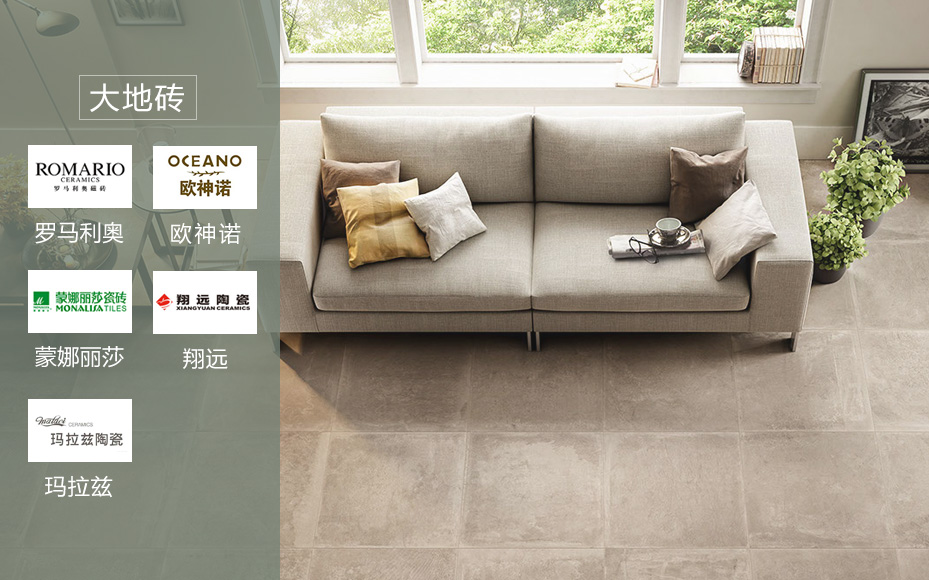 大地砖
ROMARIO
CERAMICS
罗马利奥磁砖
罗马利奥
OCEANO
欧神诺
欧神诺
M
蒙娜丽莎瓷砖
MONALISA TILES
蒙娜丽莎
翔远陶瓷
XIANGYUAN CERAMICS
翔远
CERAMICS
玛拉兹陶瓷
玛拉兹